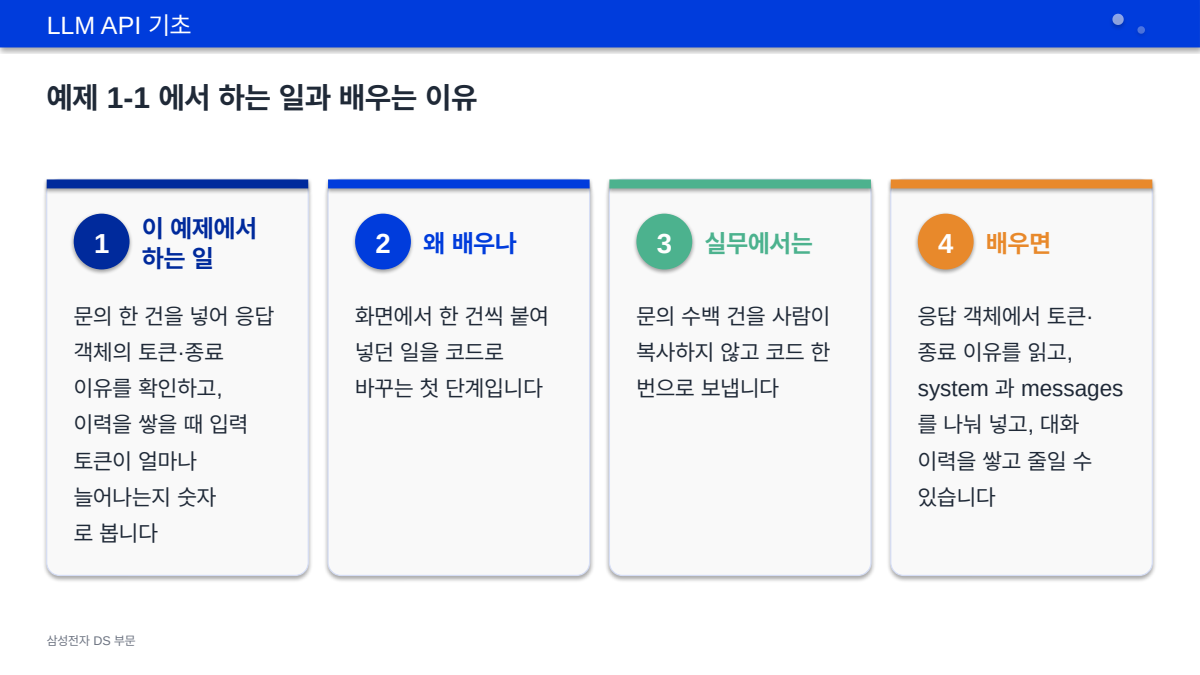 LLM API 기초
예제 1-1 에서 하는 일과 배우는 이유
1
이 예제에서
하는 일
문의 한 건을 넣어 응답
객체의 토큰·종료
이유를 확인하고,
이력을 쌓을 때 입력
토큰이 얼마나
늘어나는지 숫자
로 봅니다
2
왜 배우나
화면에서 한 건씩 붙여
넣던 일을 코드로
바꾸는 첫 단계입니다
3
실무에서는
문의 수백 건을 사람이
복사하지 않고 코드 한
번으로 보냅니다
4
배우면
응답 객체에서 토큰·
종료 이유를 읽고,
system 과 messages
를 나눠 넣고, 대화
이력을 쌓고 줄일 수
있습니다
삼성전자 DS 부문